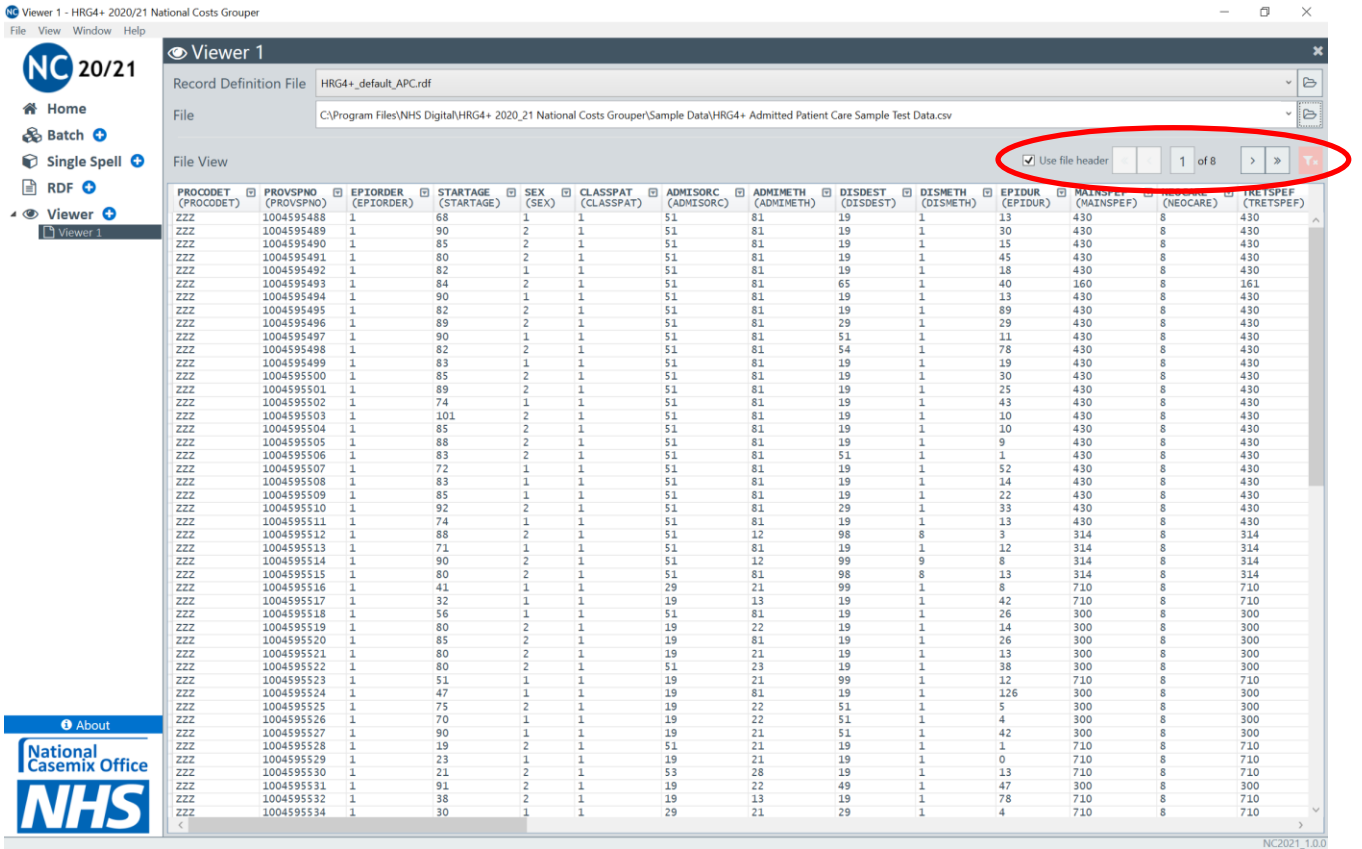 Viewer 1 - HRG4+ 2020/21 National Costs Grouper
File View Window Help
NC 20/21
Home
Batch
Single Spell
RDF
Viewer
Viewer 1
Viewer 1
Record Definition File HRG4+_default_APC.rdf
File C:\Program Files\NHS Digital\HRG4+ 2020_21 National Costs Grouper\Sample Data\HRG4+ Admitted Patient Care Sample Test Data.csv
File View Use file header « ‹ 1 of 8 › »
PROCODET PROVSPNO EPIORDER STARTAGE SEX CLASSPAT ADMISORC ADMIMETH DISDEST DISMETH EPIDUR MAINSPEF NEOCARE TRETSPEF
(PROCODET) (PROVSPNO) (EPIORDER) (STARTAGE) (SEX) (CLASSPAT) (ADMISORC) (ADMIMETH) (DISDEST) (DISMETH) (EPIDUR) (MAINSPEF) (NEOCARE) (TRETSPEF)
ZZZ 1004595488 1 68 1 1 51 81 19 1 13 430 8 430
ZZZ 1004595489 1 90 2 1 51 81 19 1 30 430 8 430
ZZZ 1004595490 1 85 2 1 51 81 19 1 15 430 8 430
ZZZ 1004595491 1 80 2 1 51 81 19 1 45 430 8 430
ZZZ 1004595492 1 82 1 1 51 81 19 1 18 430 8 430
ZZZ 1004595493 1 84 2 1 51 81 65 1 40 160 8 161
ZZZ 1004595494 1 90 1 1 51 81 19 1 13 430 8 430
ZZZ 1004595495 1 82 2 1 51 81 19 1 89 430 8 430
ZZZ 1004595496 1 89 2 1 51 81 29 1 29 430 8 430
ZZZ 1004595497 1 90 1 1 51 81 51 1 11 430 8 430
ZZZ 1004595498 1 82 2 1 51 81 54 1 78 430 8 430
ZZZ 1004595499 1 83 1 1 51 81 19 1 19 430 8 430
ZZZ 1004595500 1 85 2 1 51 81 19 1 30 430 8 430
ZZZ 1004595501 1 89 2 1 51 81 19 1 25 430 8 430
ZZZ 1004595502 1 74 1 1 51 81 19 1 43 430 8 430
ZZZ 1004595503 1 101 2 1 51 81 19 1 10 430 8 430
ZZZ 1004595504 1 85 2 1 51 81 19 1 10 430 8 430
ZZZ 1004595505 1 88 2 1 51 81 19 1 9 430 8 430
ZZZ 1004595506 1 83 2 1 51 81 51 1 1 430 8 430
ZZZ 1004595507 1 72 1 1 51 81 19 1 52 430 8 430
ZZZ 1004595508 1 83 1 1 51 81 19 1 14 430 8 430
ZZZ 1004595509 1 85 1 1 51 81 19 1 22 430 8 430
ZZZ 1004595510 1 92 2 1 51 81 29 1 33 430 8 430
ZZZ 1004595511 1 74 1 1 51 81 19 1 13 430 8 430
ZZZ 1004595512 1 88 2 1 51 12 98 8 3 314 8 314
ZZZ 1004595513 1 71 1 1 51 81 19 1 12 314 8 314
ZZZ 1004595514 1 90 2 1 51 12 99 9 8 314 8 314
ZZZ 1004595515 1 80 2 1 51 81 98 8 13 314 8 314
ZZZ 1004595516 1 41 1 1 29 21 99 1 8 710 8 710
ZZZ 1004595517 1 32 1 1 19 13 19 1 42 710 8 710
ZZZ 1004595518 1 56 1 1 51 81 19 1 26 300 8 300
ZZZ 1004595519 1 80 2 1 19 22 19 1 14 300 8 300
ZZZ 1004595520 1 85 2 1 19 81 19 1 26 300 8 300
ZZZ 1004595521 1 80 2 1 19 21 19 1 13 300 8 300
ZZZ 1004595522 1 80 2 1 51 23 19 1 38 300 8 300
ZZZ 1004595523 1 51 1 1 19 21 99 1 12 710 8 710
ZZZ 1004595524 1 47 1 1 19 81 19 1 126 300 8 300
ZZZ 1004595525 1 75 2 1 19 22 51 1 5 300 8 300
ZZZ 1004595526 1 70 1 1 19 22 51 1 4 300 8 300
ZZZ 1004595527 1 90 1 1 19 21 51 1 42 300 8 300
ZZZ 1004595528 1 19 2 1 51 21 19 1 1 710 8 710
ZZZ 1004595529 1 23 1 1 19 21 19 1 0 710 8 710
ZZZ 1004595530 1 21 2 1 53 28 19 1 13 710 8 710
ZZZ 1004595531 1 91 2 1 19 22 49 1 47 300 8 300
ZZZ 1004595532 1 38 2 1 19 13 19 1 78 710 8 710
ZZZ 1004595534 1 30 1 1 29 21 29 1 4 710 8 710
About
National
Casemix Office
NHS
NC2021_1.0.0